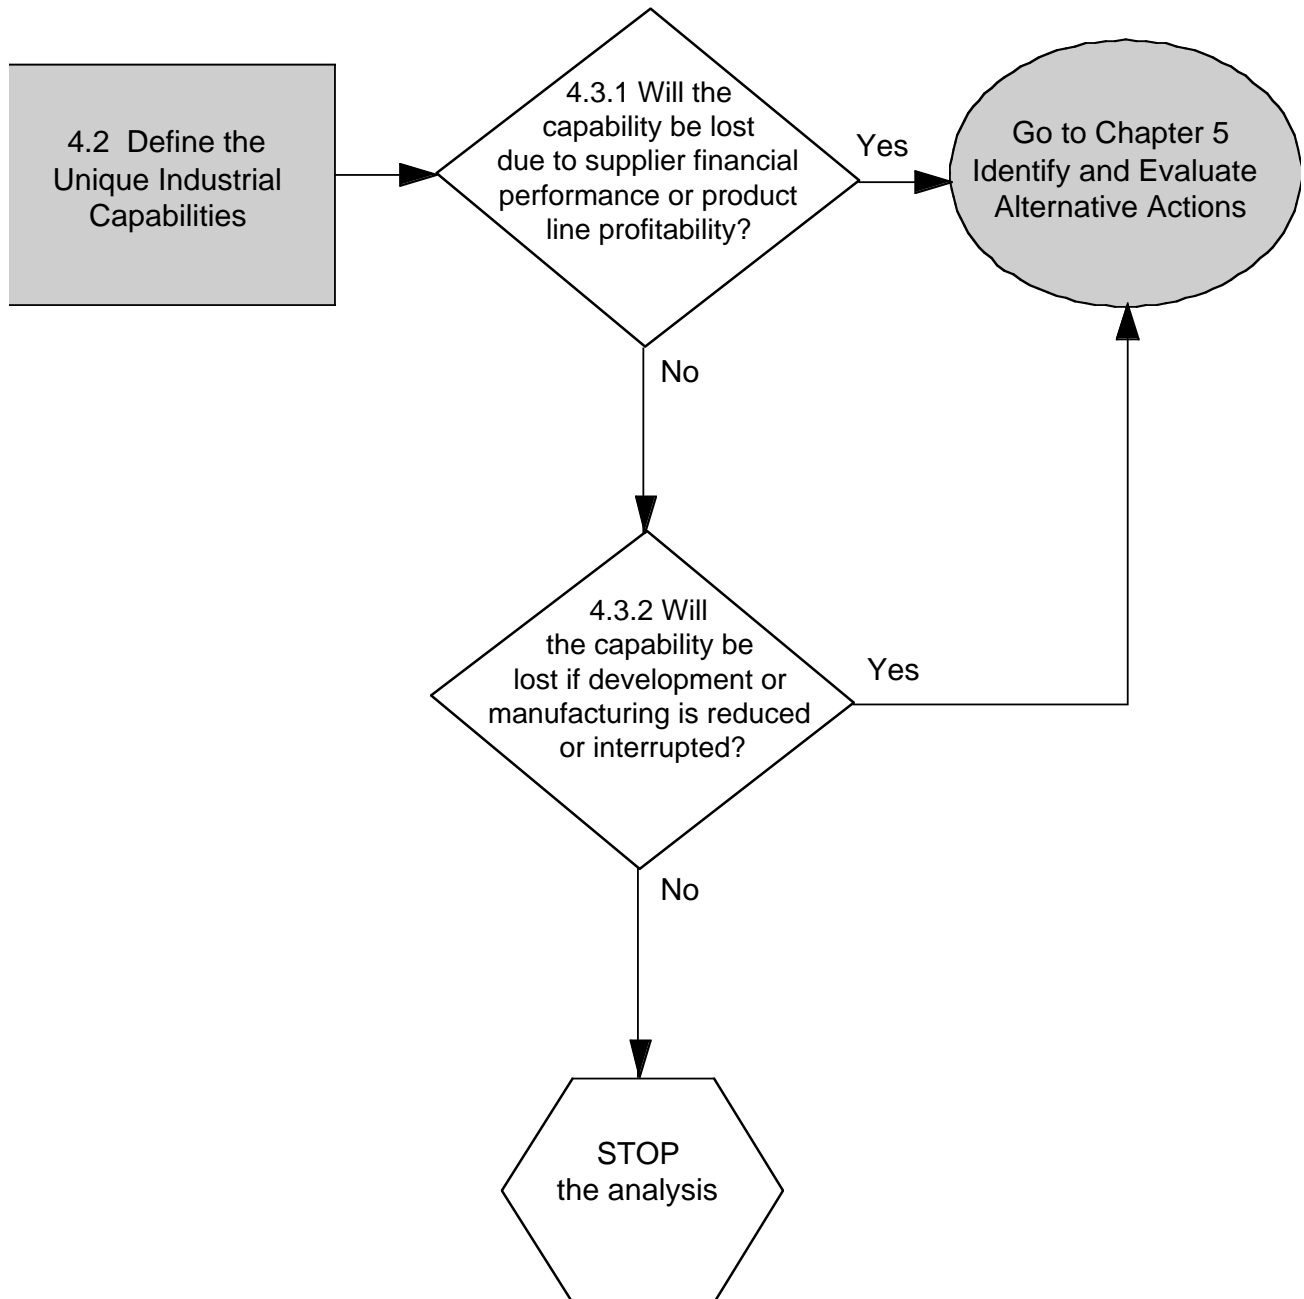 4.2  Define the
Unique Industrial
Capabilities
4.3.1 Will the
capability be lost
due to supplier financial
performance or product
line profitability?
Yes
Go to Chapter 5
Identify and Evaluate
Alternative Actions
No
4.3.2 Will
the capability be
lost if development or
manufacturing is reduced
or interrupted?
Yes
No
STOP
the analysis